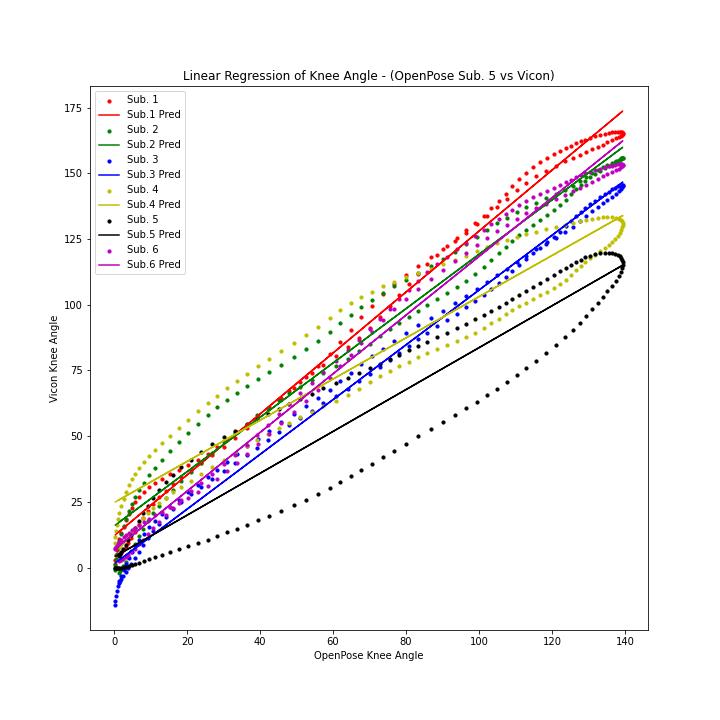 Linear Regression of Knee Angle - (OpenPose Sub. 5 vs Vicon)
Sub. 1
Sub.1 Pred
Sub. 2
Sub.2 Pred
Sub. 3
Sub.3 Pred
Sub. 4
Sub.4 Pred
Sub. 5
Sub.5 Pred
Sub. 6
Sub.6 Pred
175
150
125
100
75
50
25
0
Vicon Knee Angle
0 20 40 60 80 100 120 140
OpenPose Knee Angle